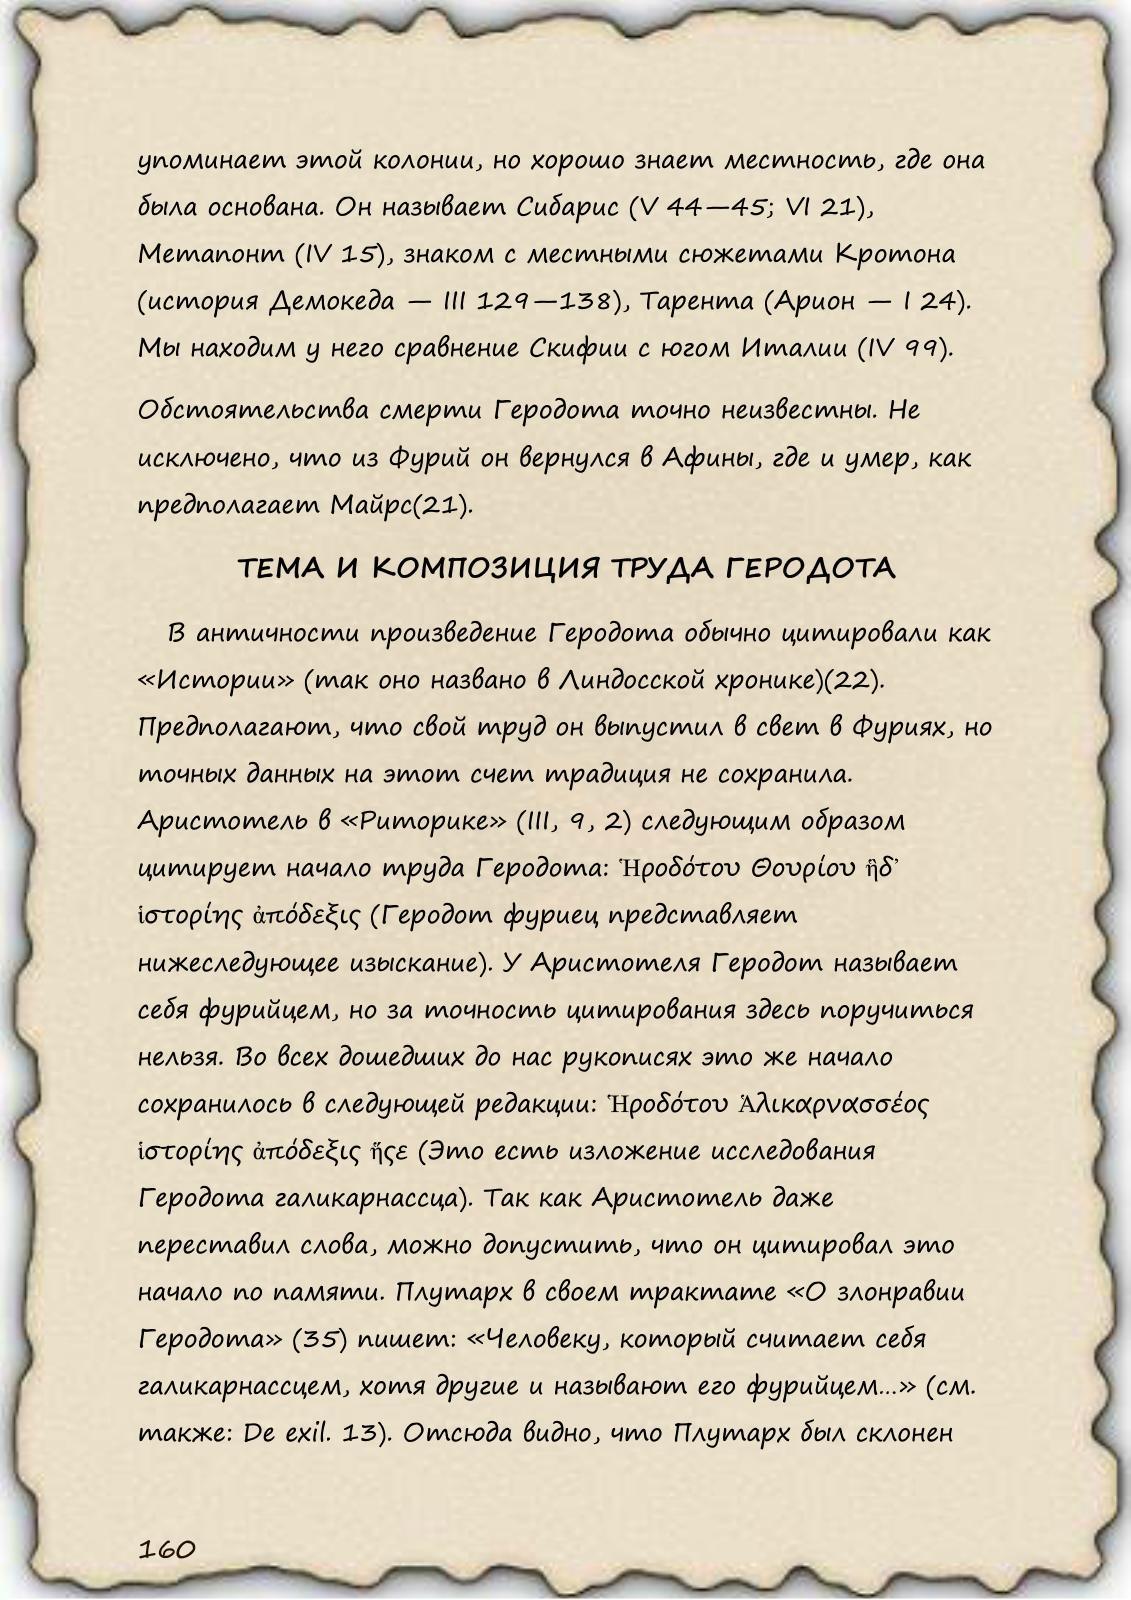 упоминает этой колонии, но хорошо знает местность, где она
была основана. Он называет Сибарис (V 44—45; VI 21),
Метапонт (IV 15), знаком с местными сюжетами Кротона
(история Демокеда — III 129—138), Тарента (Арион — I 24).
Мы находим у него сравнение Скифии с югом Италии (IV 99).
Обстоятельства смерти Геродота точно неизвестны. Не
исключено, что из Фурий он вернулся в Афины, где и умер, как
предполагает Майрс(21).
ТЕМА И КОМПОЗИЦИЯ ТРУДА ГЕРОДОТА
В античности произведение Геродота обычно цитировали как
«Истории» (так оно названо в Линдосской хронике)(22).
Предполагают, что свой труд он выпустил в свет в Фуриях, но
точных данных на этот счет традиция не сохранила.
Аристотель в «Риторике» (III, 9, 2) следующим образом
цитирует начало труда Геродота: Ἡροδότου Θουρίου ἣδ᾽
ἱστορίης ἀπόδεξις (Геродот фуриец представляет
нижеследующее изыскание). У Аристотеля Геродот называет
себя фурийцем, но за точность цитирования здесь поручиться
нельзя. Во всех дошедших до нас рукописях это же начало
сохранилось в следующей редакции: Ἡροδότου Ἁλικαρνασσέος
ἱστορίης ἀπόδεξις ἥςε (Это есть изложение исследования
Геродота галикарнассца). Так как Аристотель даже
переставил слова, можно допустить, что он цитировал это
начало по памяти. Плутарх в своем трактате «О злонравии
Геродота» (35) пишет: «Человеку, который считает себя
галикарнассцем, хотя другие и называют его фурийцем...» (см.
также: De exil. 13). Отсюда видно, что Плутарх был склонен
160